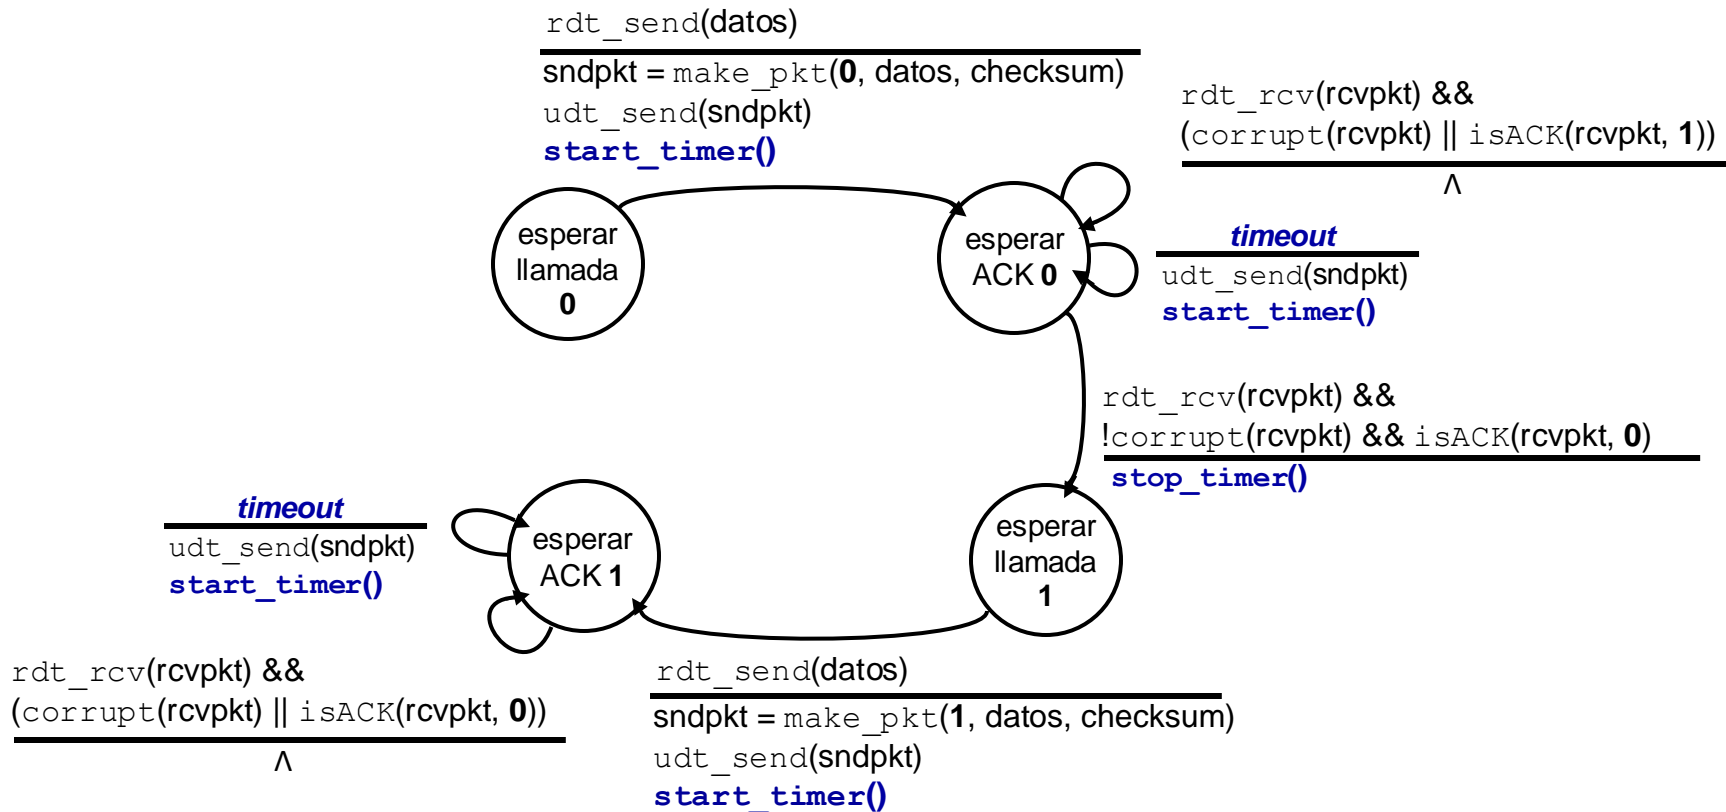 rdt_send(datos)
sndpkt = make_pkt(0, datos, checksum)
udt_send(sndpkt)
start_timer()
rdt_rcv(rcvpkt) &&
(corrupt(rcvpkt) || isACK(rcvpkt, 1))
Λ
esperar
llamada
0
esperar
ACK 0
timeout
udt_send(sndpkt)
start_timer()
rdt_rcv(rcvpkt) &&
!corrupt(rcvpkt) && isACK(rcvpkt, 0)
stop_timer()
timeout
udt_send(sndpkt)
start_timer()
esperar
ACK 1
esperar
llamada
1
rdt_rcv(rcvpkt) &&
(corrupt(rcvpkt) || isACK(rcvpkt, 0))
Λ
rdt_send(datos)
sndpkt = make_pkt(1, datos, checksum)
udt_send(sndpkt)
start_timer()